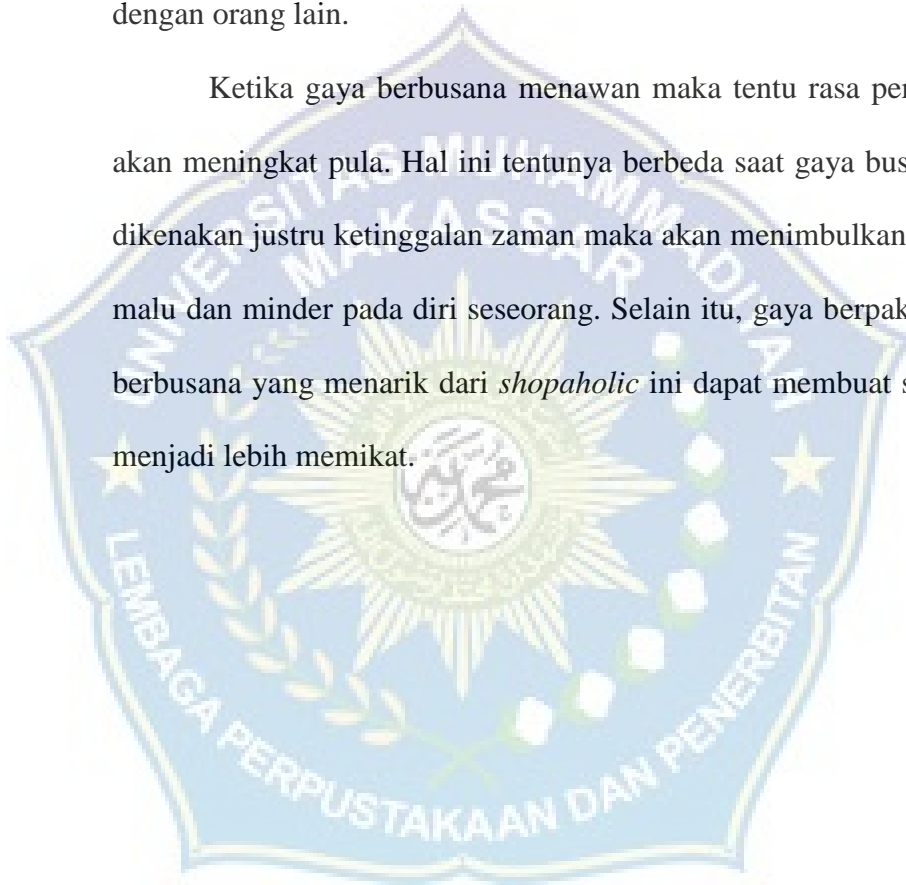 dengan orang lain.
Ketika gaya berbusana menawan maka tentu rasa per
akan meningkat pula. Hal ini tentunya berbeda saat gaya bus
dikenakan justru ketinggalan zaman maka akan menimbulkan
malu dan minder pada diri seseorang. Selain itu, gaya berpak
berbusana yang menarik dari shopaholic ini dapat membuat s
menjadi lebih memikat.
UNIVERSITAS MUHAMMADIYAH
MAKASSAR
LEMBAGA PERPUSTAKAAN DAN PENERBITAN